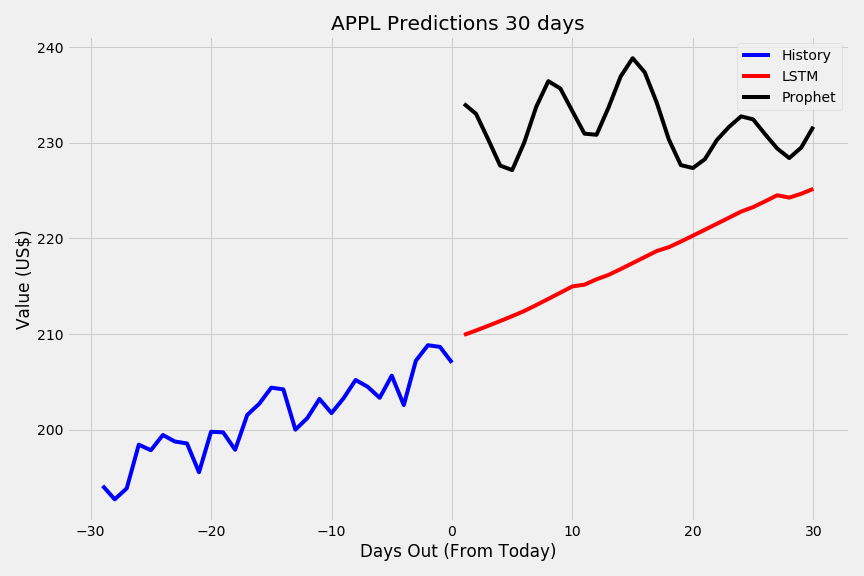 APPL Predictions 30 days
History
LSTM
Prophet
240
230
220
210
200
Value (US$)
−30
−20
−10
0
10
20
30
Days Out (From Today)